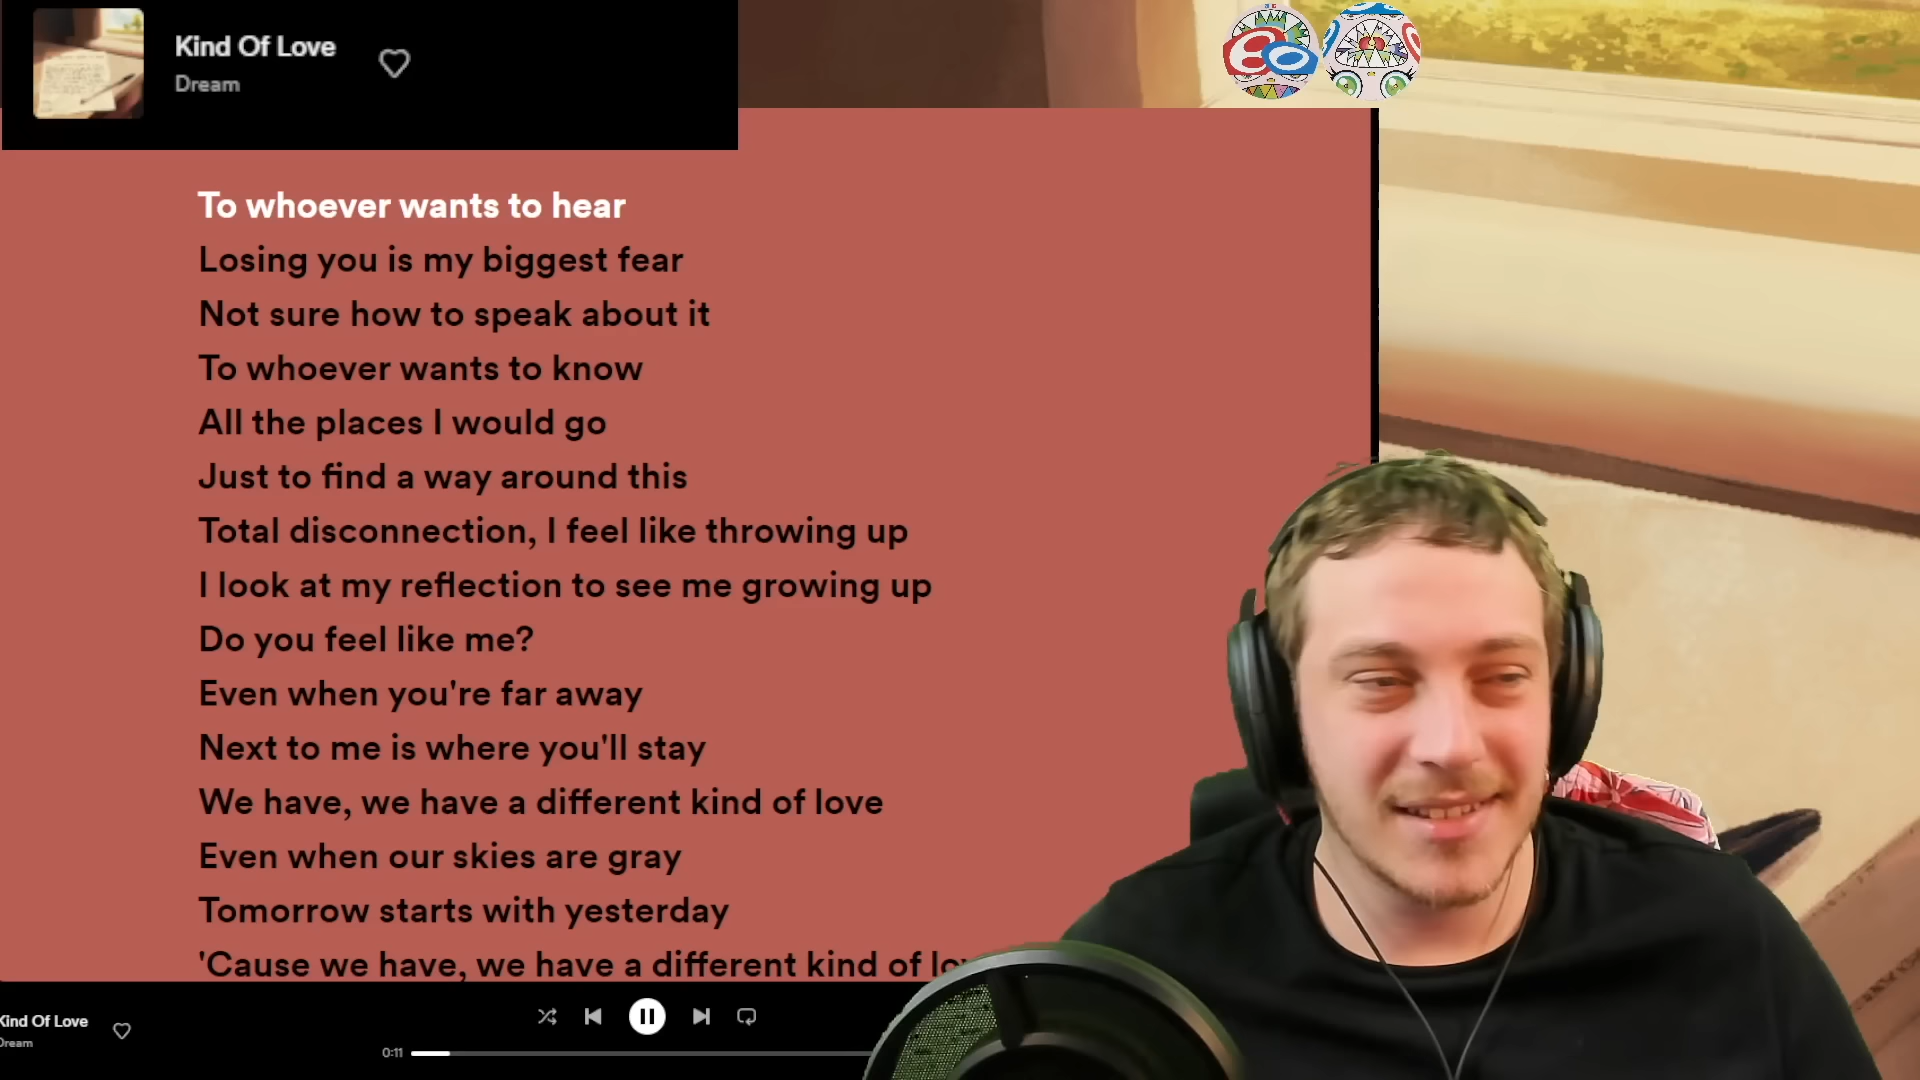 Kind Of Love
Dream
To whoever wants to hear
Losing you is my biggest fear
Not sure how to speak about it
To whoever wants to know
All the places I would go
Just to find a way around this
Total disconnection, I feel like throwing up
I look at my reflection to see me growing up
Do you feel like me?
Even when you're far away
Next to me is where you'll stay
We have, we have a different kind of love
Even when our skies are gray
Tomorrow starts with yesterday
'Cause we have, we have a different kind of lov
Kind Of Love
Dream
0:11